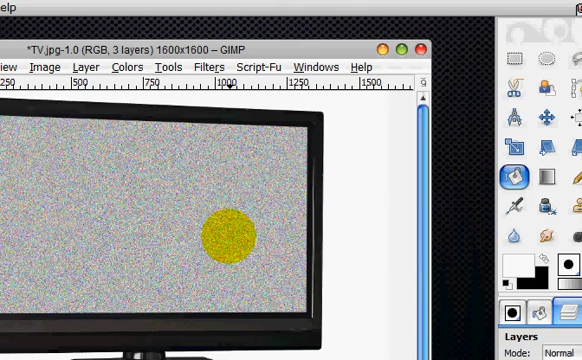 elp
*TV.jpg-1.0 (RGB, 3 layers) 1600x1600 – GIMP
iew Image Layer Colors Tools Filters Script-Fu Windows Help
250 500 750 1000 1250 1500
Layers
Mode: Normal